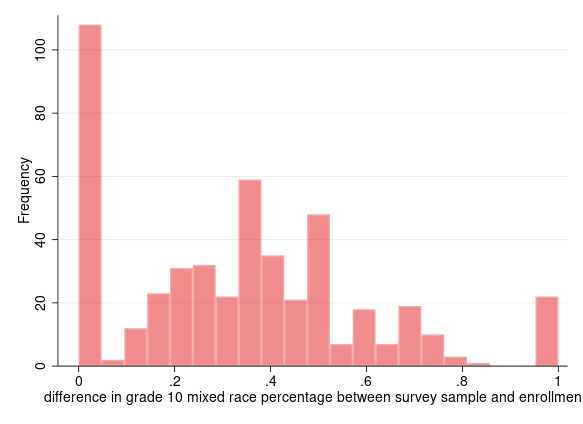 100
80
60
40
20
0
Frequency
0 .2 .4 .6 .8 1
difference in grade 10 mixed race percentage between survey sample and enrollmen